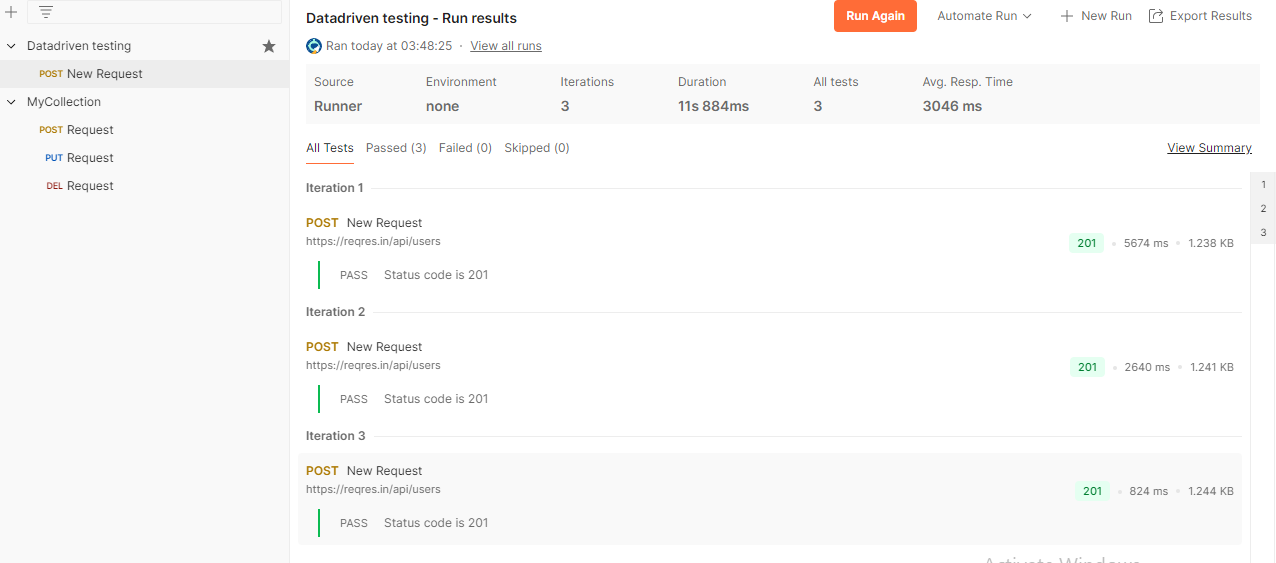 Datadriven testing
POST New Request
MyCollection
POST Request
PUT Request
DEL Request
Datadriven testing - Run results
Run Again
Automate Run
New Run
Export Results
Ran today at 03:48:25 · View all runs
Source Environment Iterations Duration All tests Avg. Resp. Time
Runner none 3 11s 884ms 3 3046 ms
All Tests Passed (3) Failed (0) Skipped (0) View Summary
Iteration 1
POST New Request
https://reqres.in/api/users
201 5674 ms 1.238 KB
PASS Status code is 201
Iteration 2
POST New Request
https://reqres.in/api/users
201 2640 ms 1.241 KB
PASS Status code is 201
Iteration 3
POST New Request
https://reqres.in/api/users
201 824 ms 1.244 KB
PASS Status code is 201
1
2
3
Activate Windows